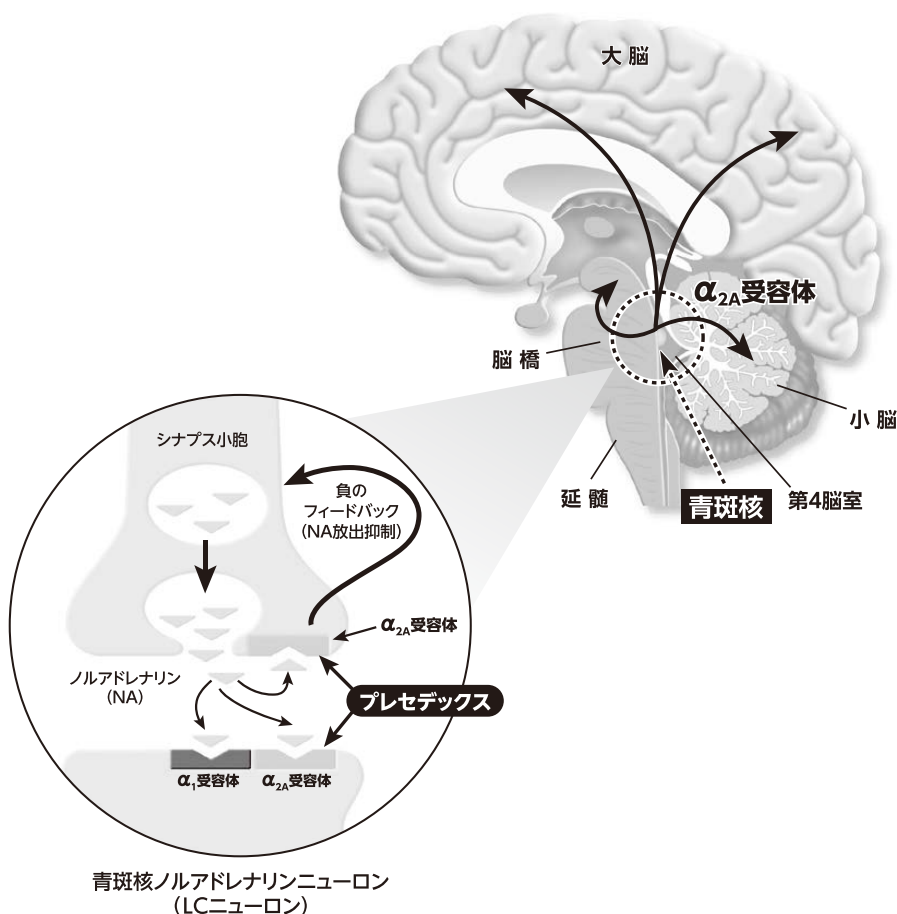 大脳
α2A受容体
脳橋
小脳
延髄
青斑核
第4脳室
シナプス小胞
負の
フィードバック
(NA放出抑制)
α2A受容体
ノルアドレナリン
(NA)
プレセデックス
α1受容体
α2A受容体
青斑核ノルアドレナリンニューロン
(LCニューロン)